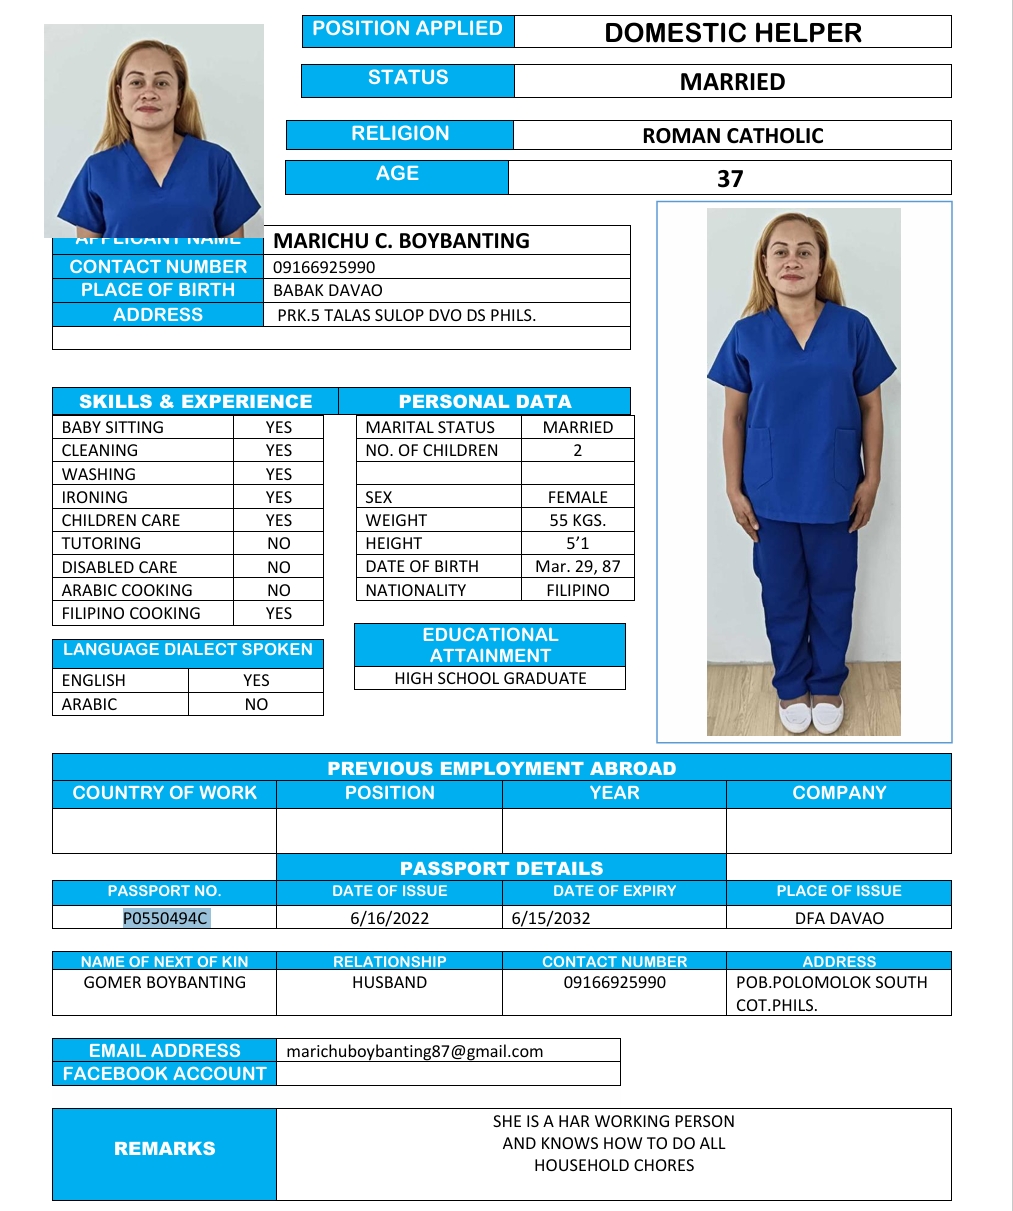 POSITION APPLIED DOMESTIC HELPER
STATUS MARRIED
RELIGION ROMAN CATHOLIC
AGE 37
APPLICANT NAME MARICHU C. BOYBANTING
CONTACT NUMBER 09166925990
PLACE OF BIRTH BABAK DAVAO
ADDRESS PRK.5 TALAS SULOP DVO DS PHILS.
SKILLS & EXPERIENCE PERSONAL DATA
BABY SITTING YES MARITAL STATUS MARRIED
CLEANING YES NO. OF CHILDREN 2
WASHING YES
IRONING YES SEX FEMALE
CHILDREN CARE YES WEIGHT 55 KGS.
TUTORING NO HEIGHT 5’1
DISABLED CARE NO DATE OF BIRTH Mar. 29, 87
ARABIC COOKING NO NATIONALITY FILIPINO
FILIPINO COOKING YES
LANGUAGE DIALECT SPOKEN
ENGLISH YES
ARABIC NO
EDUCATIONAL
ATTAINMENT
HIGH SCHOOL GRADUATE
PREVIOUS EMPLOYMENT ABROAD
COUNTRY OF WORK POSITION YEAR COMPANY
PASSPORT DETAILS
PASSPORT NO. DATE OF ISSUE DATE OF EXPIRY PLACE OF ISSUE
P0550494C 6/16/2022 6/15/2032 DFA DAVAO
NAME OF NEXT OF KIN RELATIONSHIP CONTACT NUMBER ADDRESS
GOMER BOYBANTING HUSBAND 09166925990 POB.POLOMOLOK SOUTH
COT.PHILS.
EMAIL ADDRESS marichuboybanting87@gmail.com
FACEBOOK ACCOUNT
REMARKS
SHE IS A HAR WORKING PERSON
AND KNOWS HOW TO DO ALL
HOUSEHOLD CHORES